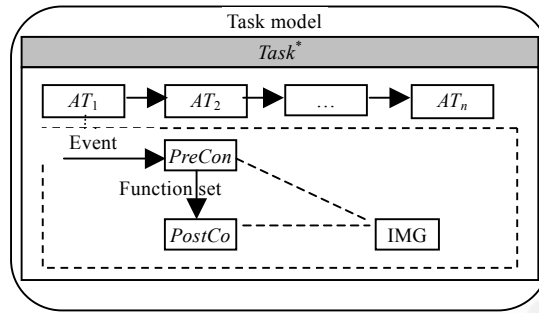 Task model
Task*
AT1 AT2 … ATn
Event
PreCon
Function set
PostCo IMG